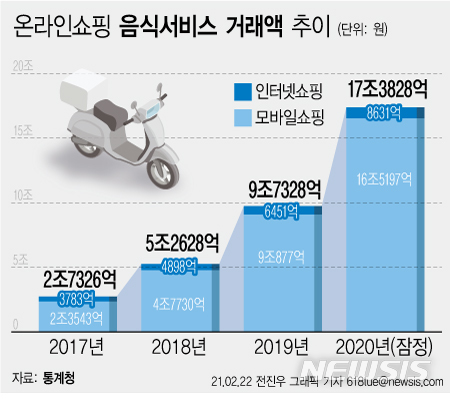 온라인쇼핑 음식서비스 거래액 추이 (단위: 원)
20조
인터넷쇼핑
모바일쇼핑
17조3828억
8631억
15조
16조5197억
10조
9조7328억
6451억
9조877억
5조2628억
5조
4898억
4조7730억
2조7326억
3783억
2조3543억
0
2017년
2018년
2019년
2020년(잠정)
자료: 통계청
21,02,22 전진우 그래픽 기자 618tue@newsis.com
NEWSIS